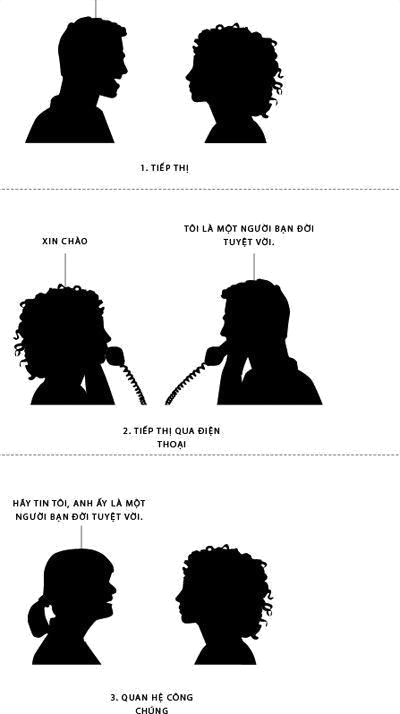 1. TIẾP THỊ
XIN CHÀO
TÔI LÀ MỘT NGƯỜI BẠN ĐỜI
TUYỆT VỜI.
2. TIẾP THỊ QUA ĐIỆN
THOẠI
HÃY TIN TÔI, ANH ẤY LÀ MỘT
NGƯỜI BẠN ĐỜI TUYỆT VỜI.
3. QUAN HỆ CÔNG
CHÚNG